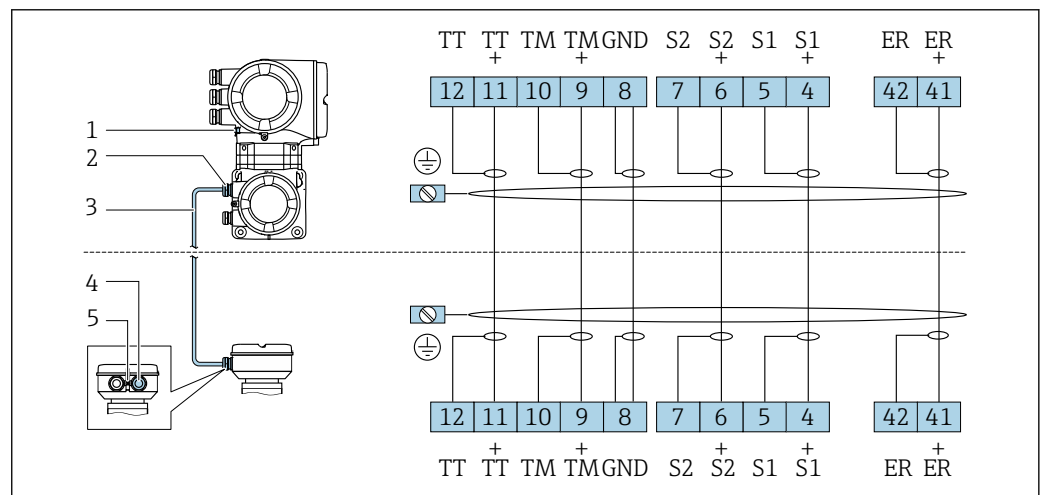 TT TT TM TM GND S2 S2 S1 S1 ER ER
+ + + + +
12 11 10 9 8 7 6 5 4 42 41
1
2
3
4
5
12 11 10 9 8 7 6 5 4 42 41
+ + + + +
TT TT TM TM GND S2 S2 S1 S1 ER ER